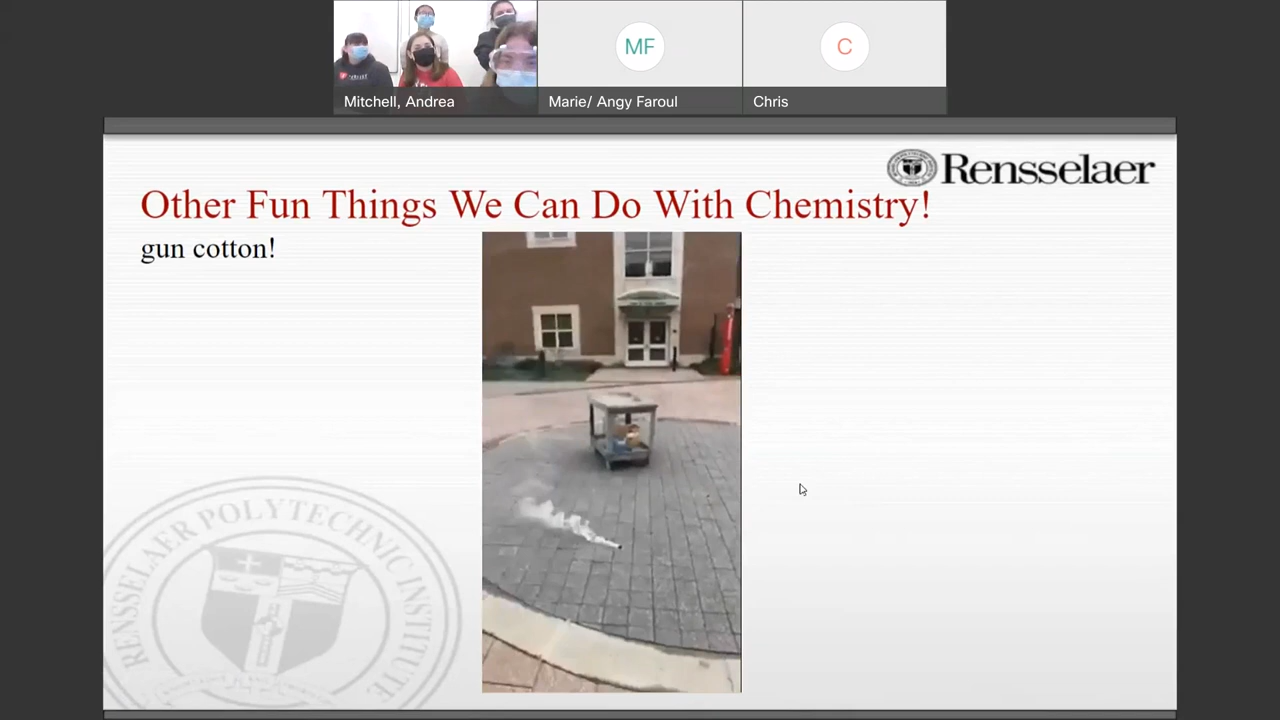 MF
C
Mitchell, Andrea
Marie/ Angy Faroul
Chris
Rensselaer
Other Fun Things We Can Do With Chemistry!
gun cotton!
RENSSELAER POLYTECHNIC INSTITUTE